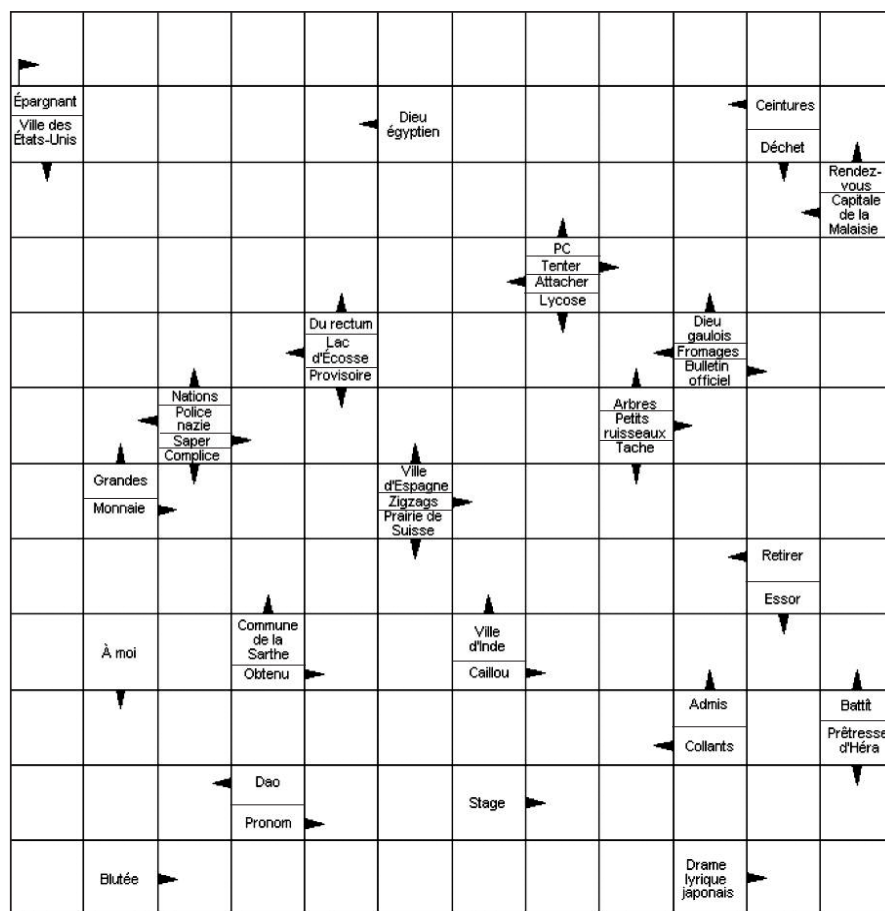 Épargnant
Ville des
États-Unis
Dieu
égyptien
Ceintures
Déchet
Rendez-
vous
Capitale
de la
Malaisie
PC
Tenter
Attacher
Lycose
Du rectum
Lac
d'Écosse
Provisoire
Dieu
gaulois
Fromages
Bulletin
officiel
Nations
Police
nazie
Saper
Complice
Arbres
Petits
ruisseaux
Tache
Grandes
Monnaie
Ville
d'Espagne
Zigzags
Prairie de
Suisse
Retirer
Essor
À moi
Commune
de la
Sarthe
Obtenu
Ville
d'Inde
Caillou
Admis
Collants
Battît
Prêtresse
d'Héra
Dao
Pronom
Stage
Blutée
Drame
lyrique
japonais